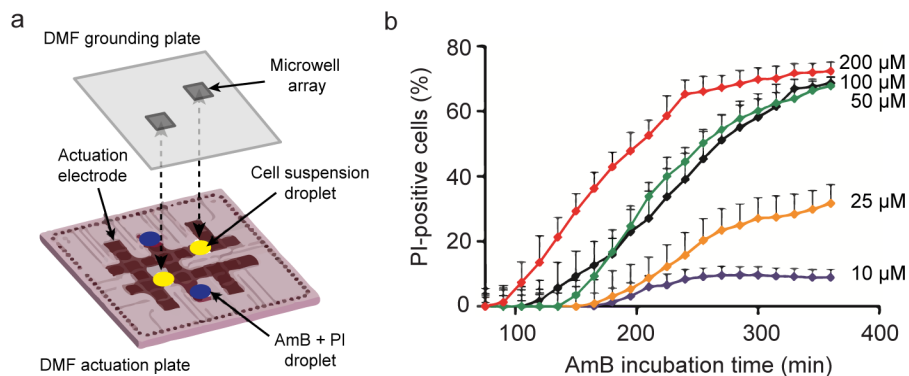 a
DMF grounding plate
Microwell
array
Actuation
electrode
Cell suspension
droplet
AmB + PI
droplet
DMF actuation plate
b
PI-positive cells (%)
80
60
40
20
0
100
200
300
400
AmB incubation time (min)
200 µM
100 µM
50 µM
25 µM
10 µM